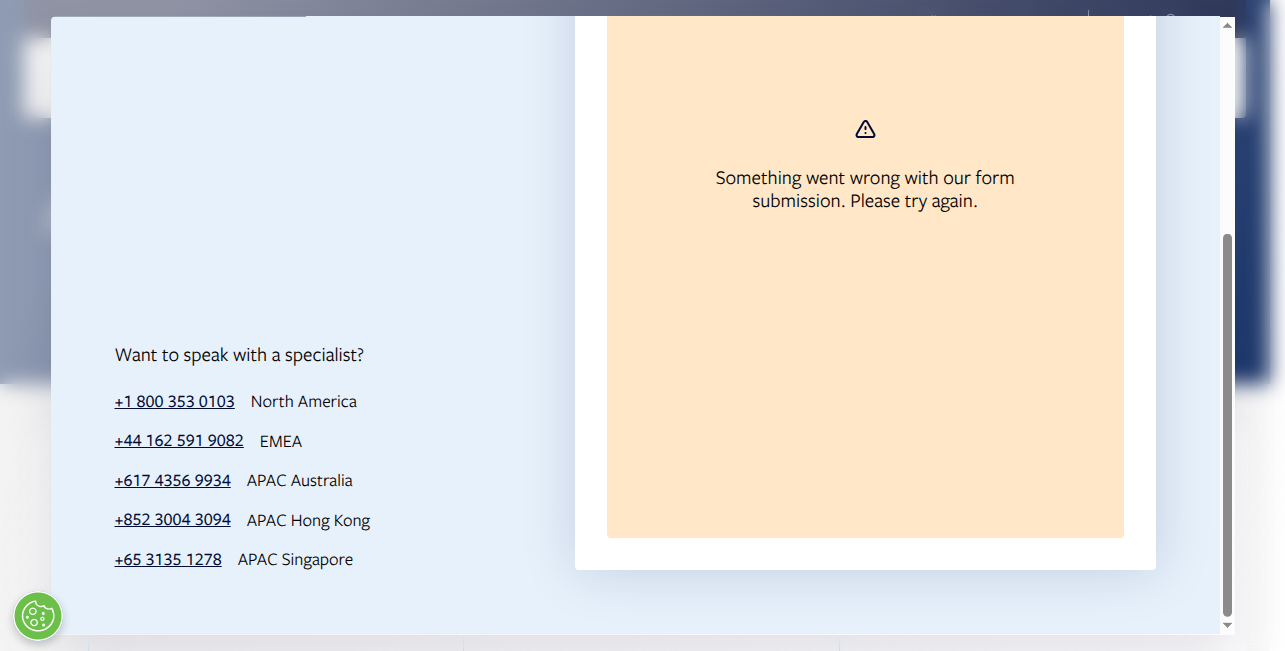 Something went wrong with our form
submission. Please try again.
Want to speak with a specialist?
+1 800 353 0103 North America
+44 162 591 9082 EMEA
+617 4356 9934 APAC Australia
+852 3004 3094 APAC Hong Kong
+65 3135 1278 APAC Singapore